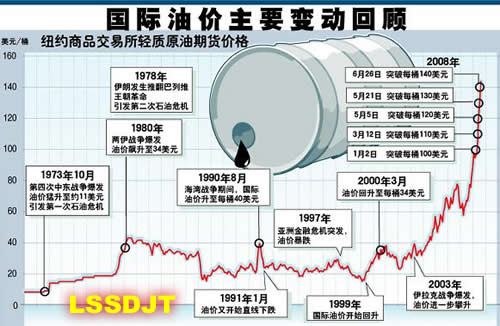 国际油价主要变动回顾
美元/桶
纽约商品交易所轻质原油期货价格
160
140
120
100
80
60
40
20
0
1973年10月
第四次中东战争爆发
油价猛升至约11美元
引发第一次石油危机
1978年
伊朗发生推翻巴列维
王朝革命
引发第二次石油危机
1980年
两伊战争爆发
油价飙升至34美元
1990年8月
海湾战争期间，国际
油价升至每桶40美元
1991年1月
油价又开始直线下跌
1997年
亚洲金融危机突发，
油价暴跌
1999年
国际油价开始回升
2000年3月
油价回升至每桶34美元
2003年
伊拉克战争爆发，
油价进一步攀升
2008年
6月26日 突破每桶140美元
5月21日 突破每桶130美元
5月5日 突破每桶120美元
3月12日 突破每桶110美元
1月2日 突破每桶100美元
LSSDJT